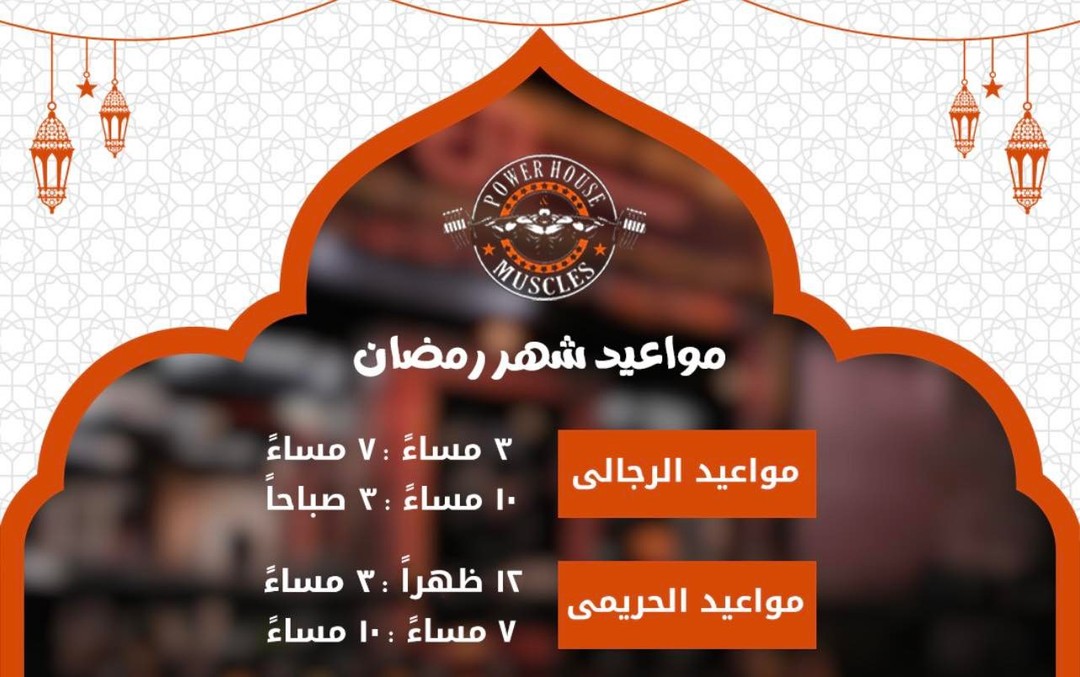 POWER HOUSE
MUSCLES
مواعيد شهر رمضان
مواعيد الرجالى
٣ مساءً : ٧ مساءً
١٠ مساءً : ٣ صباحاً
مواعيد الحريمى
١٢ ظهراً : ٣ مساءً
٧ مساءً : ١٠ مساءً